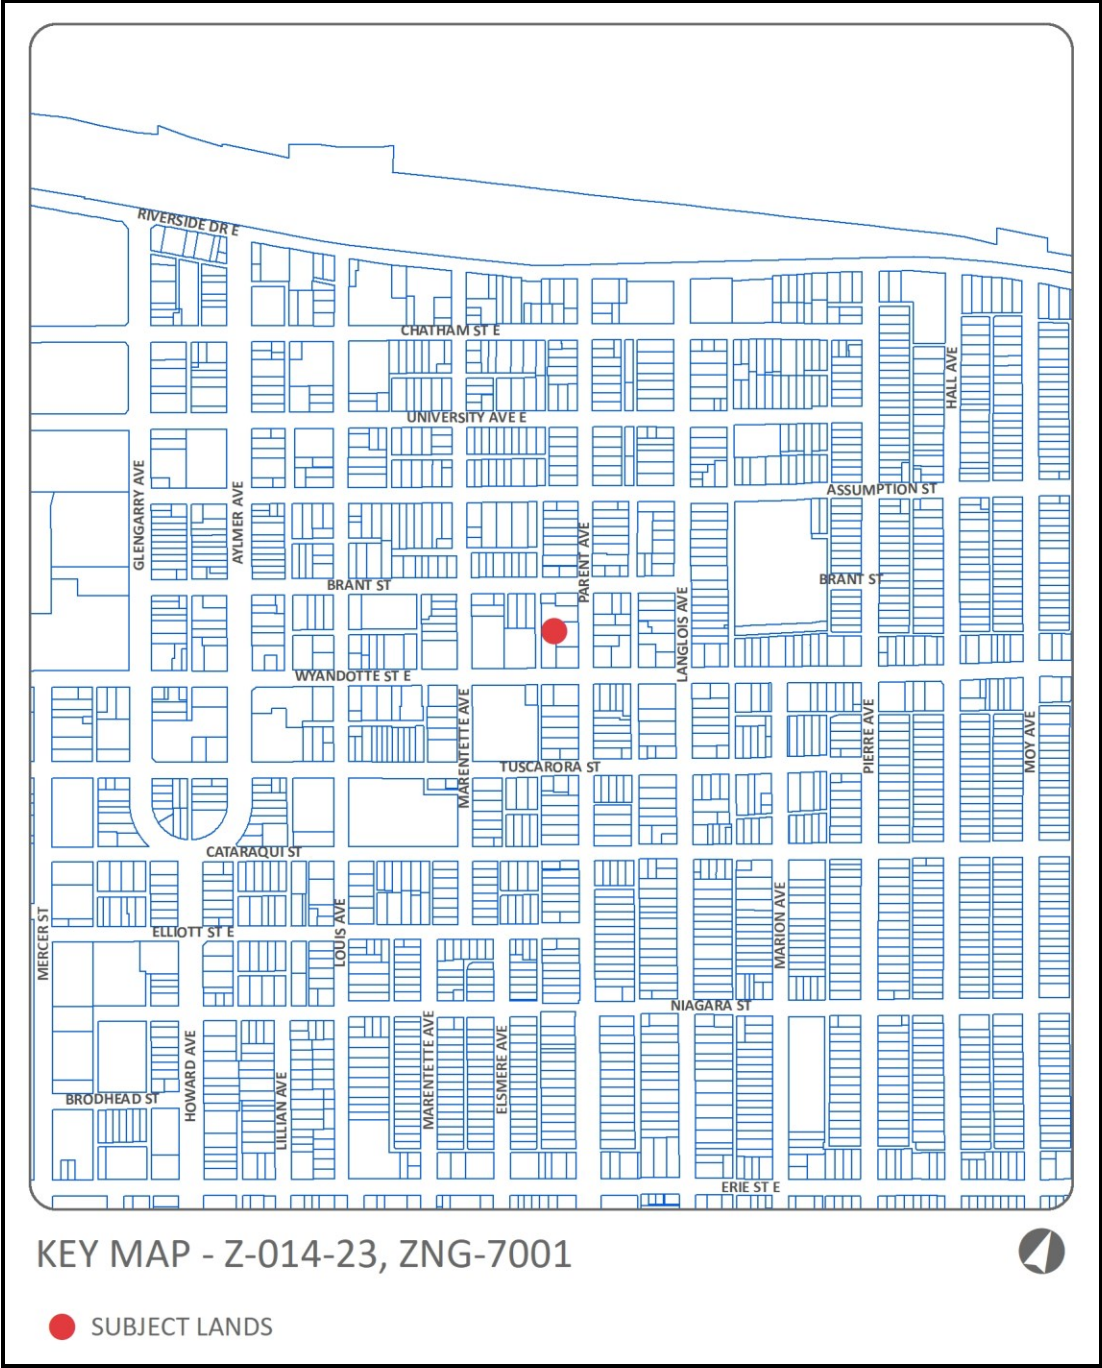 RIVERSIDE DR E
CHATHAM ST E
HALL AVE
UNIVERSITY AVE E
GLENGARRY AVE
AYLMER AVE
ASSUMPTION ST
PARENT AVE
BRANT ST
BRANT ST
LANGLOIS AVE
WYANDOTTE ST E
MARENTETTE AVE
PIERRE AVE
MOY AVE
TUSCARORA ST
CATARAQUI ST
MERCER ST
ELLIOTT ST E
LOUIS AVE
MARION AVE
NIAGARA ST
HOWARD AVE
LILLIAN AVE
MARENTETTE AVE
ELSMERE AVE
BRODHEAD ST
ERIE ST E
KEY MAP - Z-014-23, ZNG-7001
SUBJECT LANDS